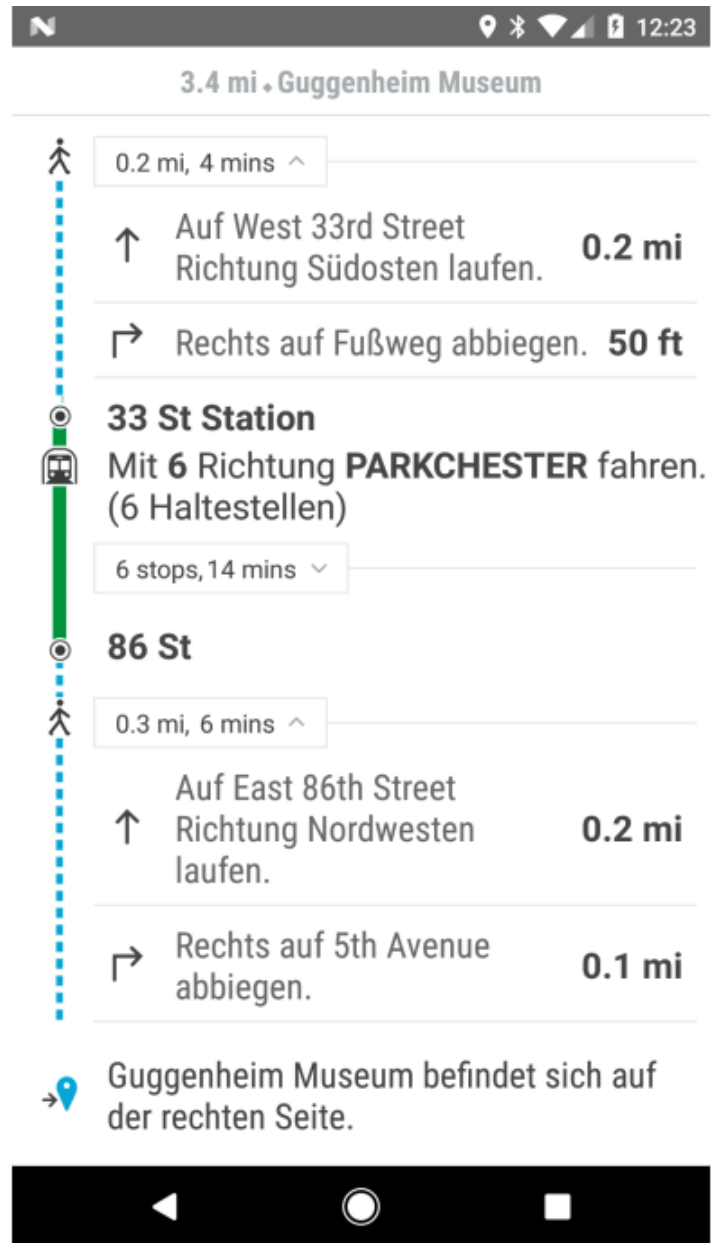 12:23
3.4 mi ⬥ Guggenheim Museum
0.2 mi, 4 mins
Auf West 33rd Street
Richtung Südosten laufen.
0.2 mi
Rechts auf Fußweg abbiegen. 50 ft
33 St Station
Mit 6 Richtung PARKCHESTER fahren.
(6 Haltestellen)
6 stops, 14 mins
86 St
0.3 mi, 6 mins
Auf East 86th Street
Richtung Nordwesten
laufen.
0.2 mi
Rechts auf 5th Avenue
abbiegen.
0.1 mi
Guggenheim Museum befindet sich auf
der rechten Seite.